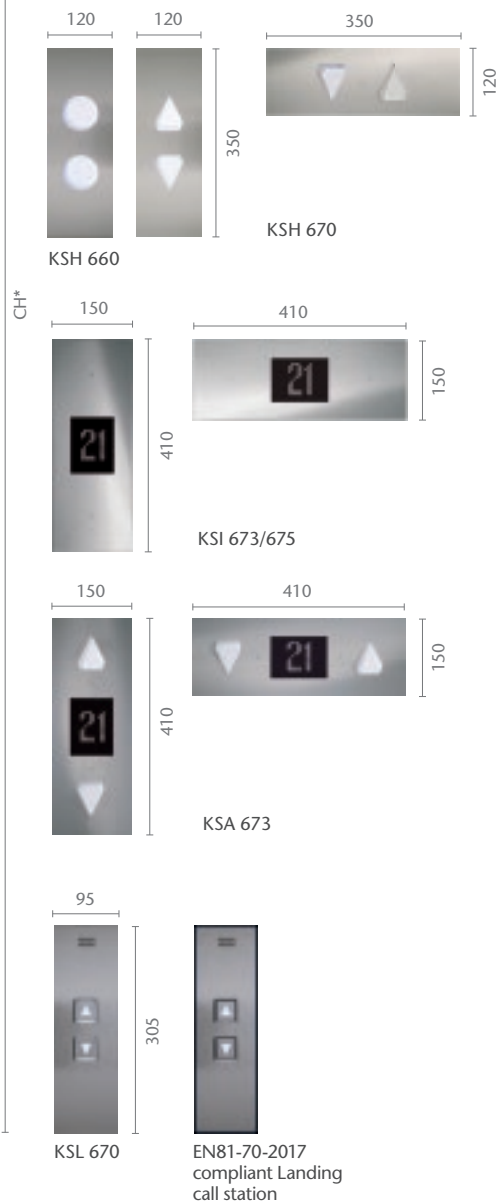 120
120
350
350
120
KSH 660
KSH 670
CH*
150
410
21
21
410
150
KSI 673/675
150
410
21
21
410
150
KSA 673
95
305
KSL 670
EN81-70-2017
compliant Landing
call station